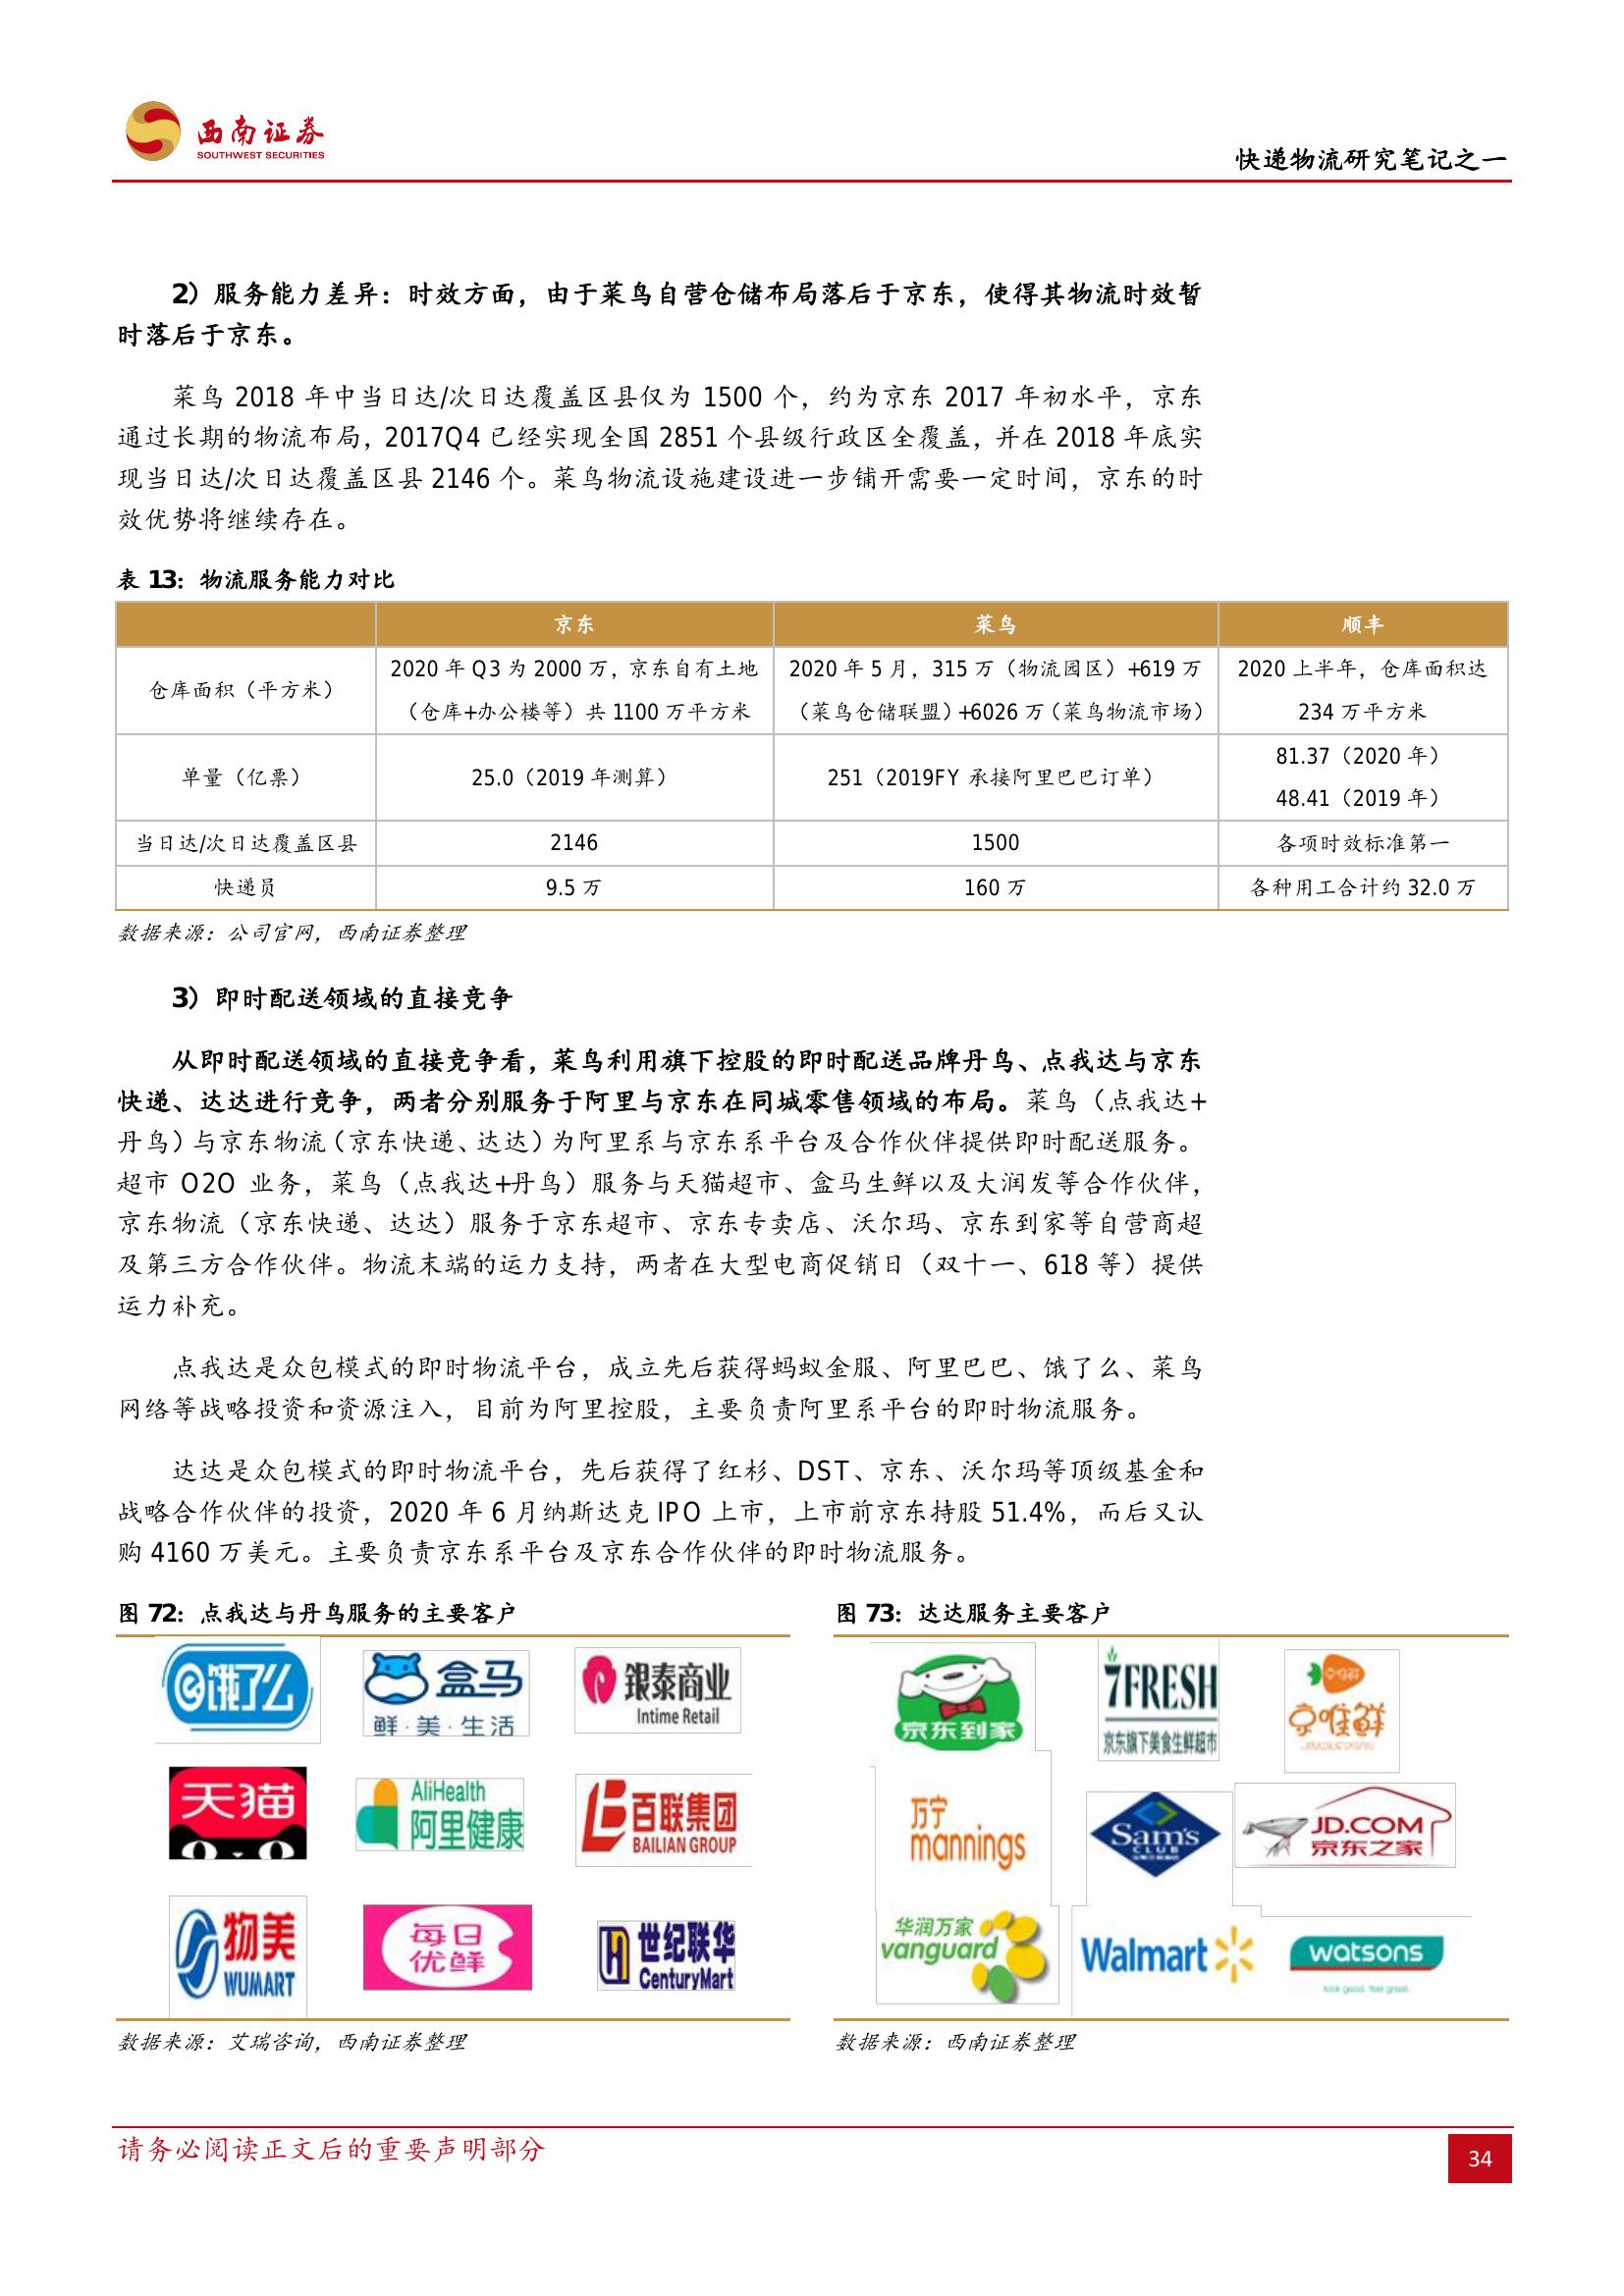 西南证券
SOUTHWEST SECURITIES
快递物流研究笔记之一
2）服务能力差异：时效方面，由于菜鸟自营仓储布局落后于京东，使得其物流时效暂
时落后于京东。
菜鸟 2018 年中当日达/次日达覆盖区县仅为 1500 个，约为京东 2017 年初水平，京东
通过长期的物流布局，2017Q4 已经实现全国 2851 个县级行政区全覆盖，并在 2018 年底实
现当日达/次日达覆盖区县 2146 个。菜鸟物流设施建设进一步铺开需要一定时间，京东的时
效优势将继续存在。
表 13：物流服务能力对比
京东 菜鸟 顺丰
仓库面积（平方米） 2020 年 Q3 为 2000 万，京东自有土地 2020 年 5 月，315 万（物流园区）+619 万 2020 上半年，仓库面积达
（仓库+办公楼等）共 1100 万平方米 （菜鸟仓储联盟）+6026 万（菜鸟物流市场） 234 万平方米
单量（亿票） 25.0（2019 年测算） 251（2019FY 承接阿里巴巴订单） 81.37（2020 年）
48.41（2019 年）
当日达/次日达覆盖区县 2146 1500 各项时效标准第一
快递员 9.5 万 160 万 各种用工合计约 32.0 万
数据来源：公司官网，西南证券整理
3）即时配送领域的直接竞争
从即时配送领域的直接竞争看，菜鸟利用旗下控股的即时配送品牌丹鸟、点我达与京东
快递、达达进行竞争，两者分别服务于阿里与京东在同城零售领域的布局。菜鸟（点我达+
丹鸟）与京东物流（京东快递、达达）为阿里系与京东系平台及合作伙伴提供即时配送服务。
超市 O2O 业务，菜鸟（点我达+丹鸟）服务与天猫超市、盒马生鲜以及大润发等合作伙伴，
京东物流（京东快递、达达）服务于京东超市、京东专卖店、沃尔玛、京东到家等自营商超
及第三方合作伙伴。物流末端的运力支持，两者在大型电商促销日（双十一、618 等）提供
运力补充。
点我达是众包模式的即时物流平台，成立先后获得蚂蚁金服、阿里巴巴、饿了么、菜鸟
网络等战略投资和资源注入，目前为阿里控股，主要负责阿里系平台的即时物流服务。
达达是众包模式的即时物流平台，先后获得了红杉、DST、京东、沃尔玛等顶级基金和
战略合作伙伴的投资，2020 年 6 月纳斯达克 IPO 上市，上市前京东持股 51.4%，而后又认
购 4160 万美元。主要负责京东系平台及京东合作伙伴的即时物流服务。
图 72：点我达与丹鸟服务的主要客户
饿了么
盒马
鲜·美·生活
銀泰商业
Intime Retail
天猫
AliHealth
阿里健康
百联集团
BAILIAN GROUP
物美
WUMART
每日
优鲜
世纪联华
CenturyMart
数据来源：艾瑞咨询，西南证券整理
图 73：达达服务主要客户
京东到家
7FRESH
京东旗下美食生鲜超市
京唯鲜
万宁
mannings
Sam's
CLUB
JD.COM
京东之家
华润万家
vanguard
Walmart
watsons
look good. feel great.
数据来源：西南证券整理
请务必阅读正文后的重要声明部分
34